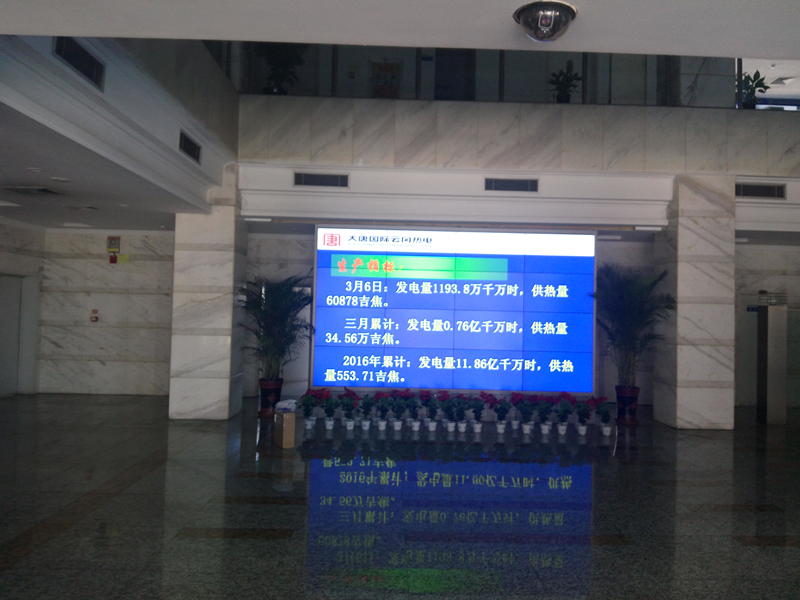 唐 大唐国际云冈热电
生产指标：
3月6日：发电量1193.8万千万时，供热量
60878吉焦。
三月累计：发电量0.76亿千万时，供热量
34.56万吉焦。
2016年累计：发电量11.86亿千万时，供热
量553.71吉焦。